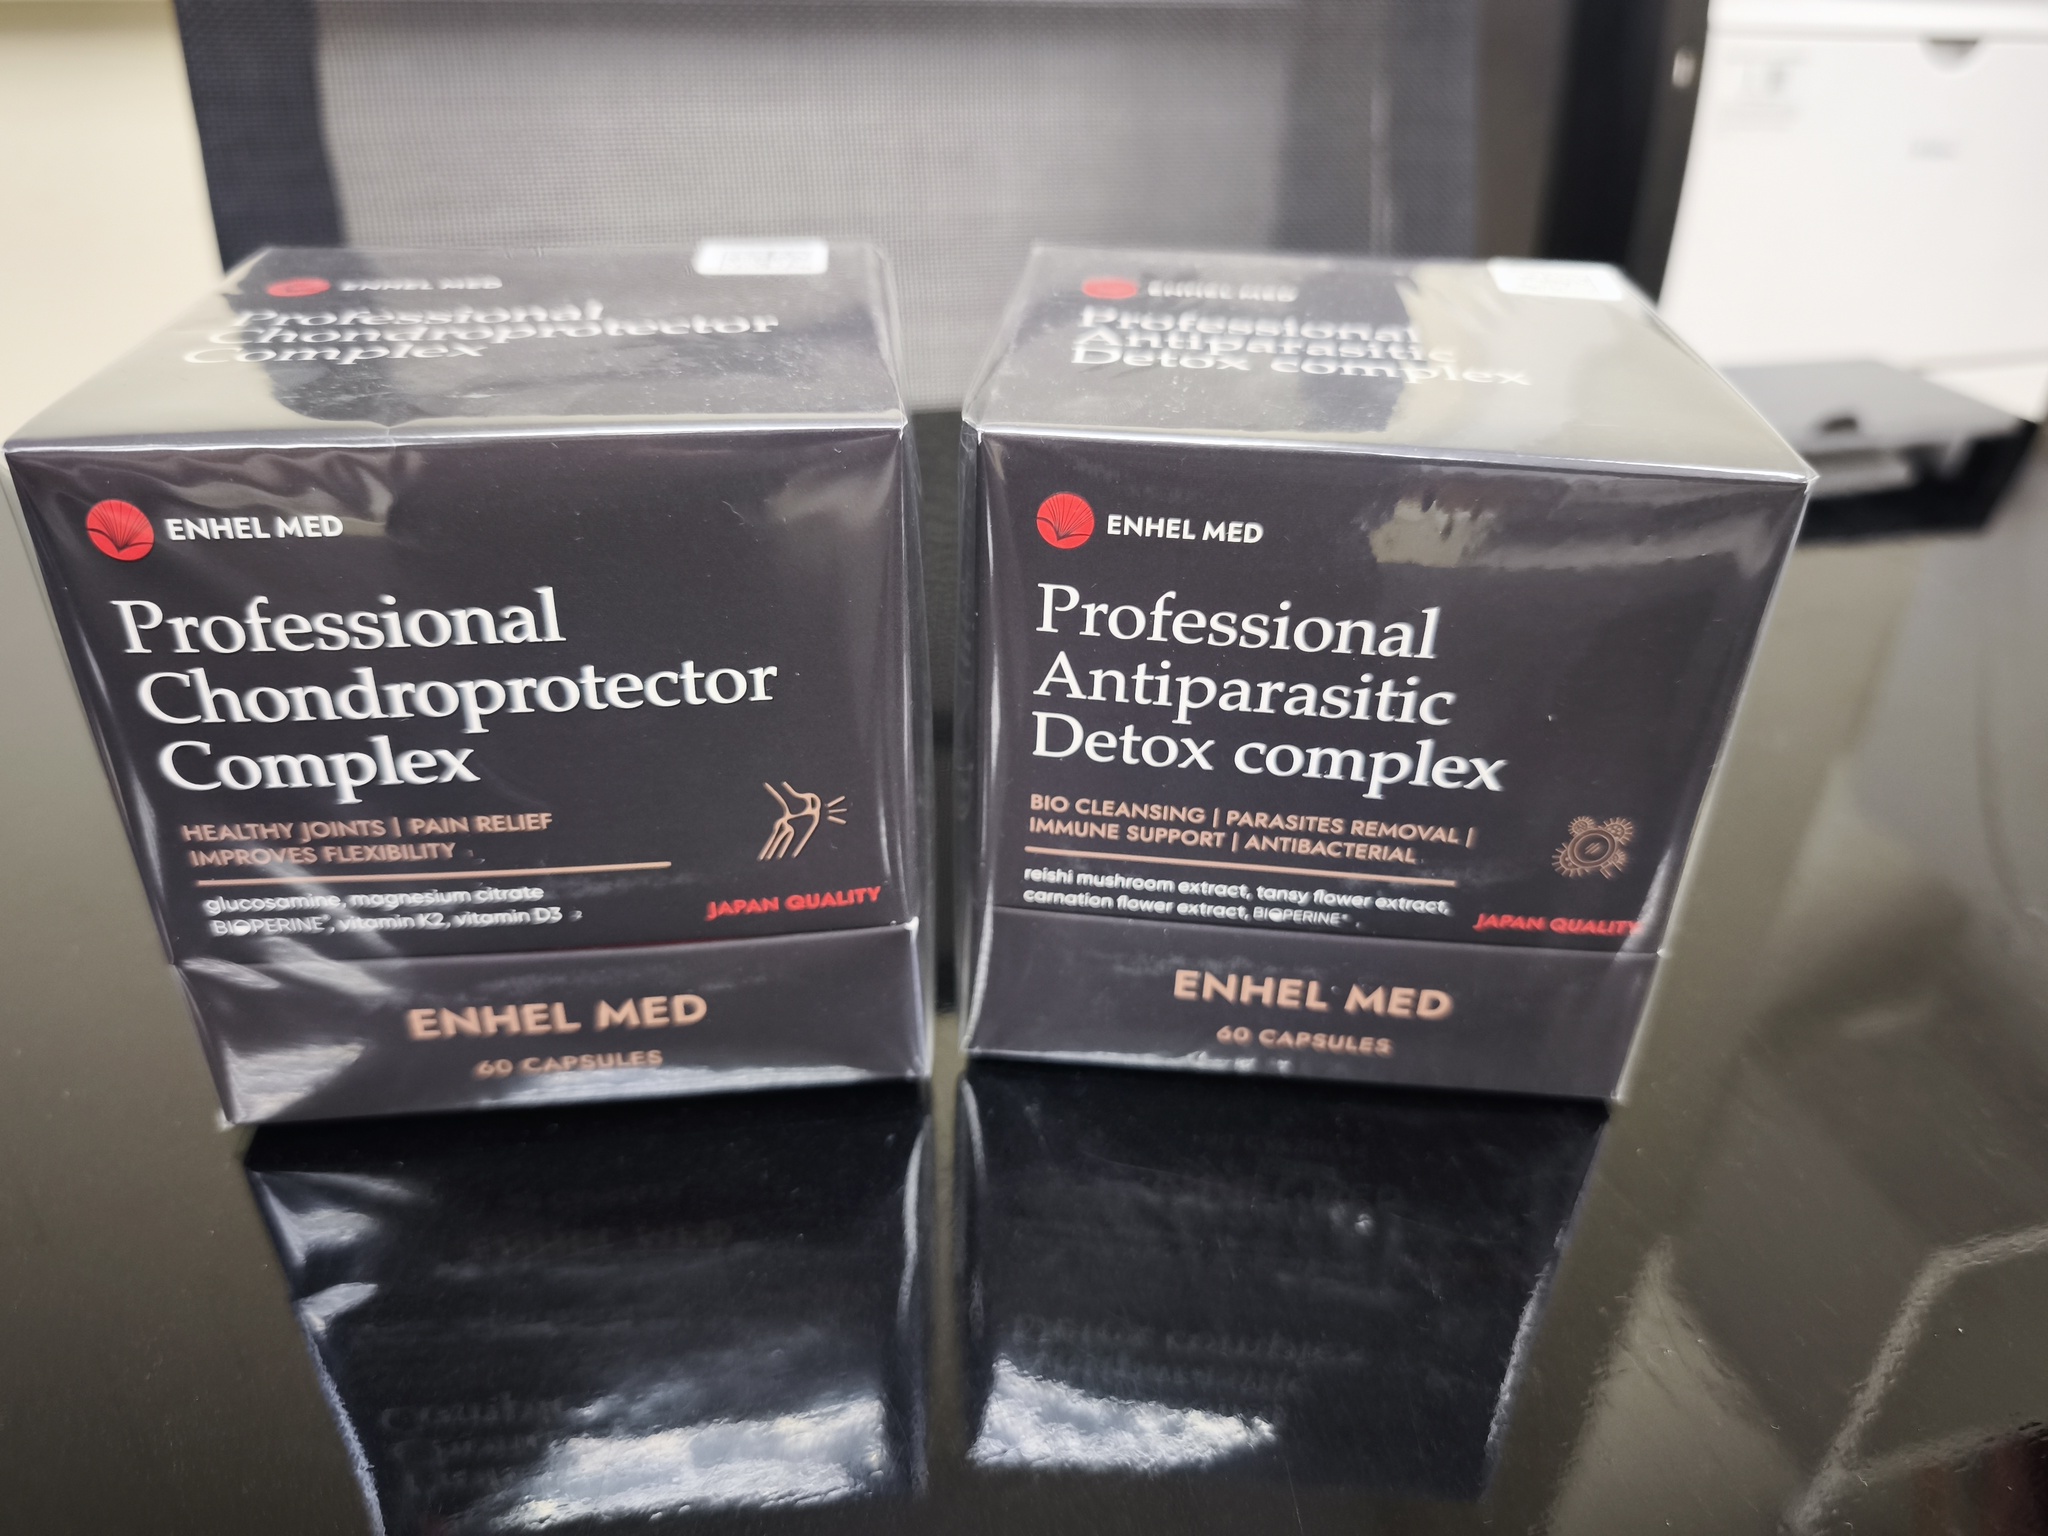 ENHEL MED
Professional
Chondroprotector
Complex
ENHEL MED
Professional
Chondroprotector
Complex
HEALTHY JOINTS | PAIN RELIEF
IMPROVES FLEXIBILITY
glucosamine, magnesium citrate
BIOPERINE®, vitamin K2, vitamin D3
JAPAN QUALITY
ENHEL MED
60 CAPSULES
ENHEL MED
Professional
Antiparasitic
Detox complex
ENHEL MED
Professional
Antiparasitic
Detox complex
BIO CLEANSING | PARASITES REMOVAL |
IMMUNE SUPPORT | ANTIBACTERIAL
reishi mushroom extract, tansy flower extract,
carnation flower extract, BIOPERINE®
JAPAN QUALITY
ENHEL MED
60 CAPSULES